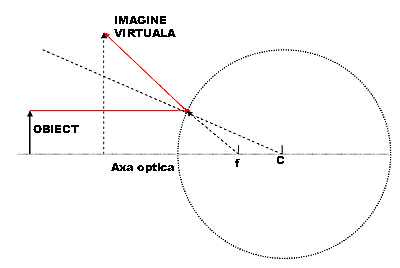 IMAGINE
VIRTUALA
OBIECT
Axa optica
f
C